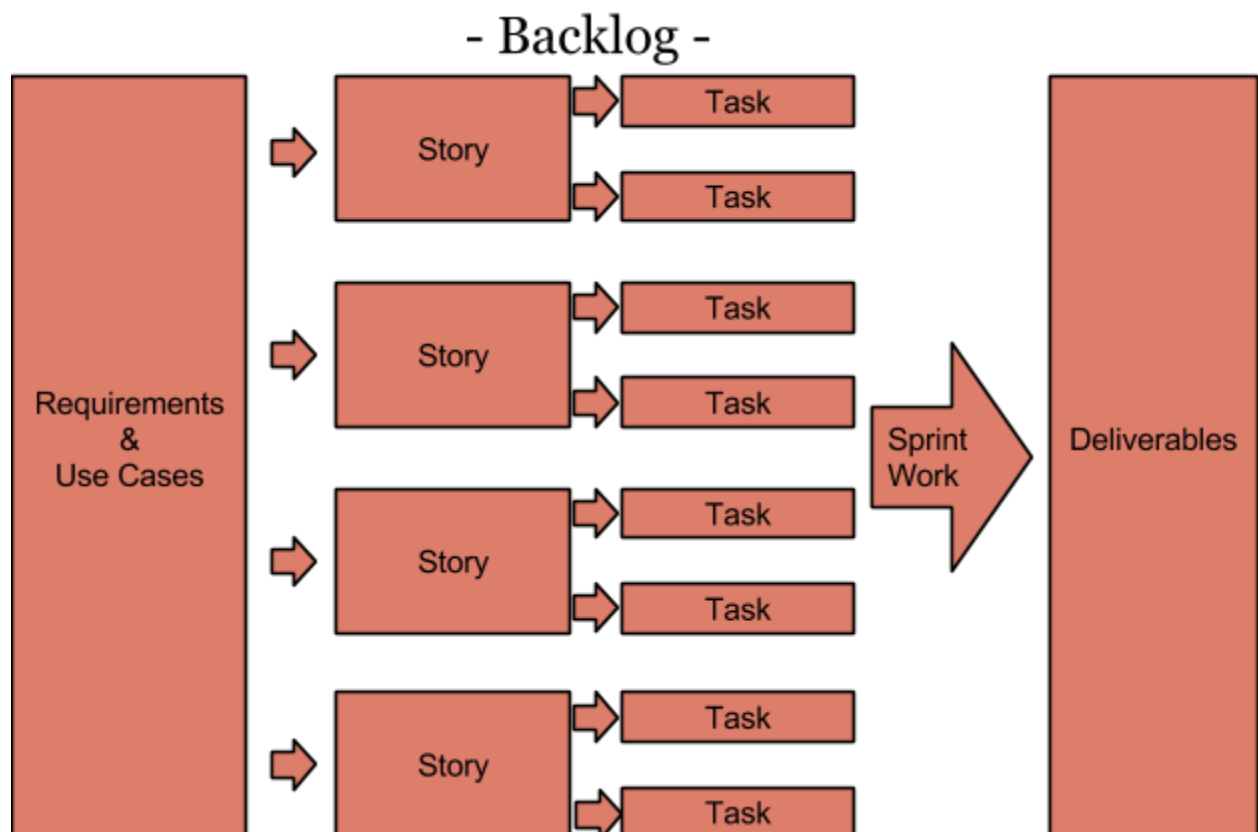 - Backlog -
Requirements
&
Use Cases
Story
Task
Task
Story
Task
Task
Story
Task
Task
Story
Task
Task
Sprint
Work
Deliverables